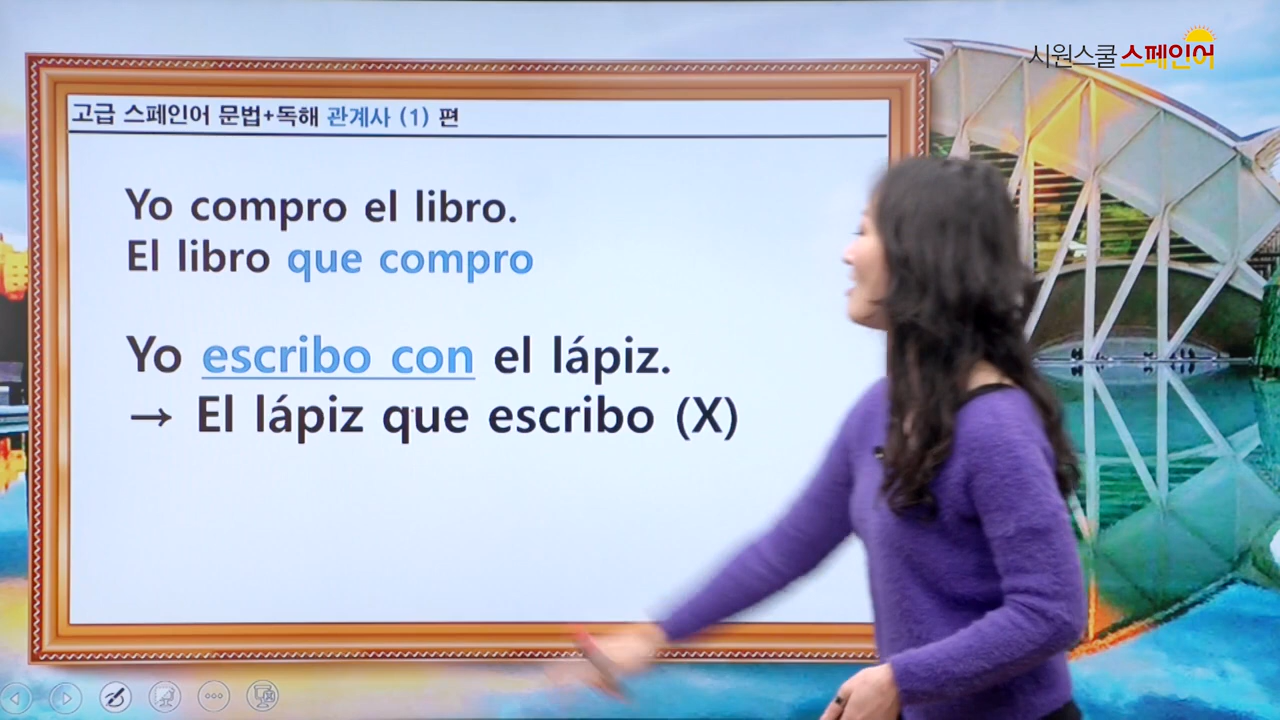 시원스쿨 스페인어
고급 스페인어 문법+독해 관계사 (1) 편
Yo compro el libro.
El libro que compro
Yo escribo con el lápiz.
→ El lápiz que escribo (X)